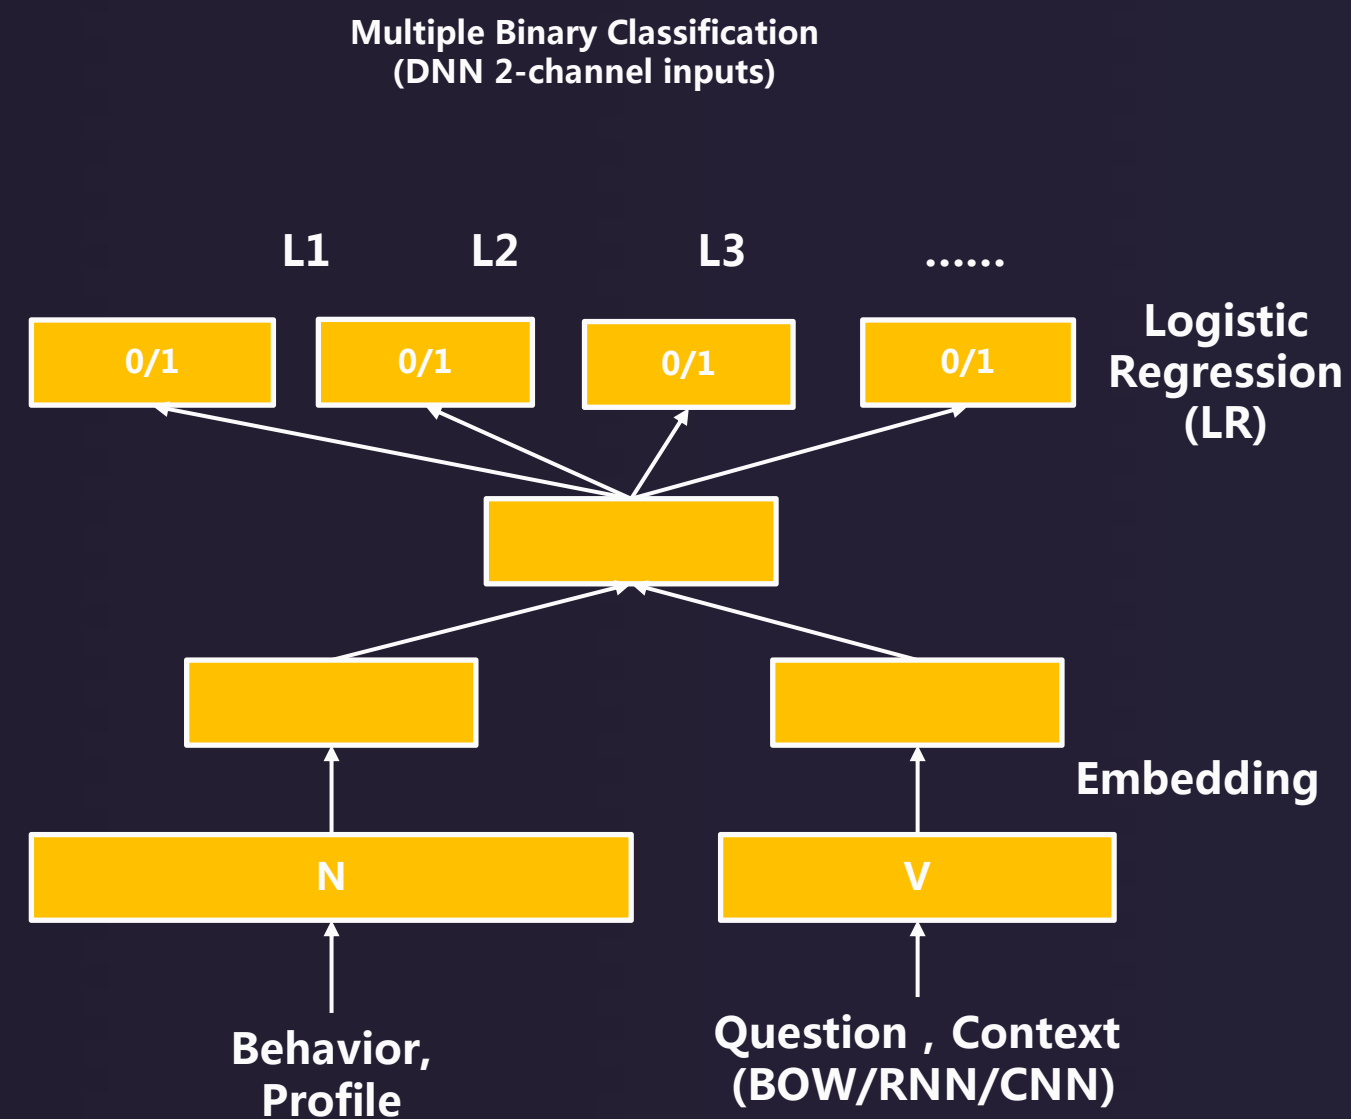 Multiple Binary Classification
(DNN 2-channel inputs)
L1 L2 L3 ......
0/1 0/1 0/1 0/1
Logistic
Regression
(LR)
Embedding
N V
Behavior,
Profile
Question , Context
(BOW/RNN/CNN)